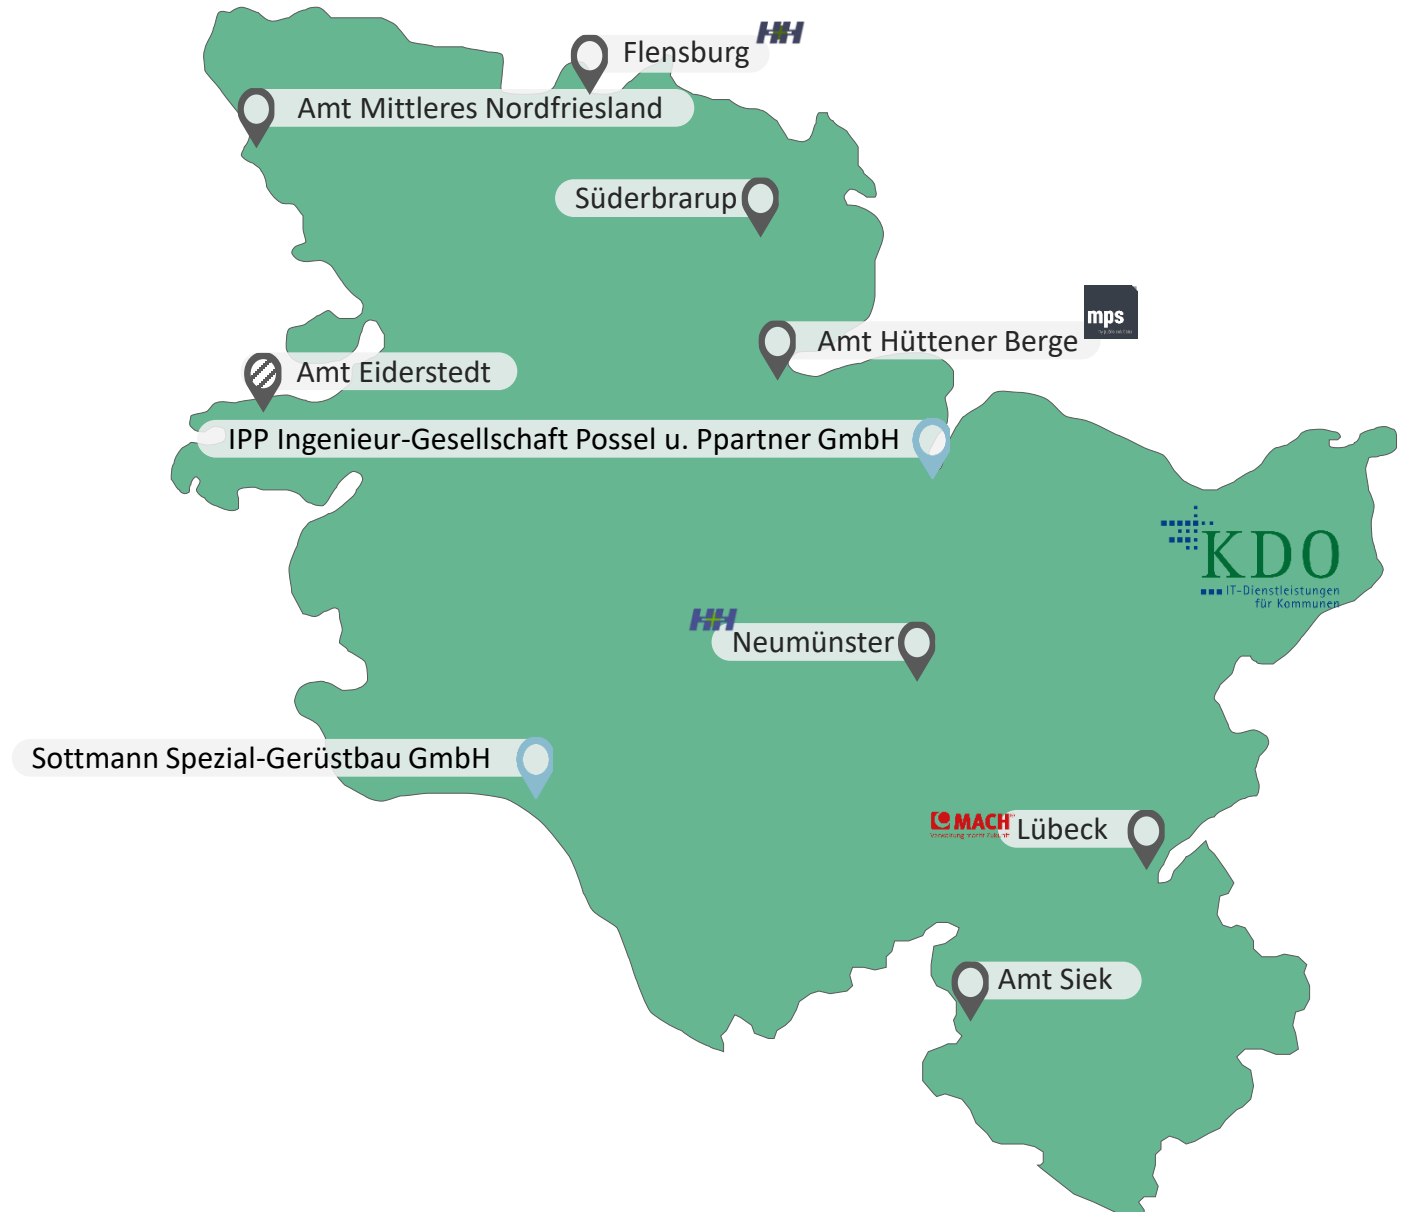 Flensburg
H+H
Amt Mittleres Nordfriesland
Süderbrarup
mps
Amt Hüttener Berge
Amt Eiderstedt
IPP Ingenieur-Gesellschaft Possel u. Ppartner GmbH
KDO
IT-Dienstleistungen
für Kommunen
H+H
Neumünster
Sottmann Spezial-Gerüstbau GmbH
MACH
Lübeck
Amt Siek